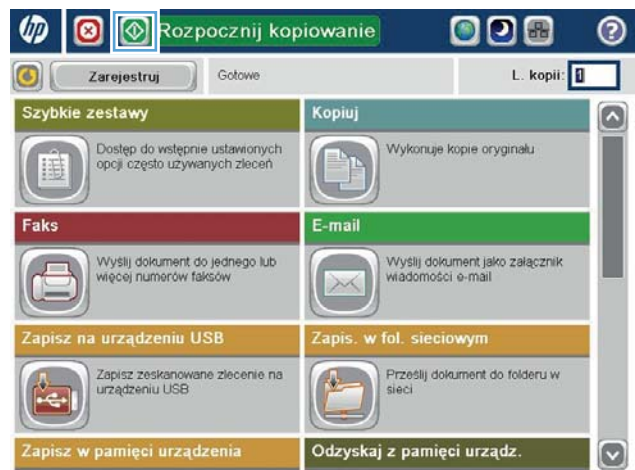 hp
Rozpocznij kopiowanie
?
Zarejestruj
Gotowe
L. kopii: 1
Szybkie zestawy
Kopiuj
Dostęp do wstępnie ustawionych
opcji często używanych zleceń
Wykonuje kopie oryginału
Faks
E-mail
Wyślij dokument do jednego lub
więcej numerów faksów
Wyślij dokument jako załącznik
wiadomości e-mail
Zapisz na urządzeniu USB
Zapis. w fol. sieciowym
Zapisz zeskanowane zlecenie na
urządzeniu USB
Prześlij dokument do folderu w
sieci
Zapisz w pamięci urządzenia
Odzyskaj z pamięci urządz.